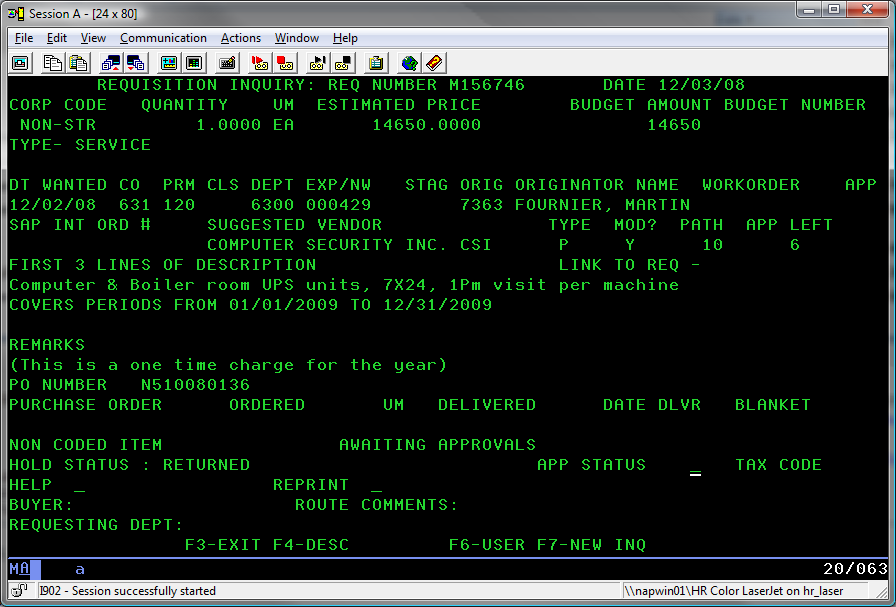 Session A - [24 x 80]
File Edit View Communication Actions Window Help
REQUISITION INQUIRY: REQ NUMBER M156746 DATE 12/03/08
CORP CODE QUANTITY UM ESTIMATED PRICE BUDGET AMOUNT BUDGET NUMBER
NON-STR 1.0000 EA 14650.0000 14650
TYPE- SERVICE
DT WANTED CO PRM CLS DEPT EXP/NW STAG ORIG ORIGINATOR NAME WORKORDER APP
12/02/08 631 120 6300 000429 7363 FOURNIER, MARTIN
SAP INT ORD # SUGGESTED VENDOR TYPE MOD? PATH APP LEFT
COMPUTER SECURITY INC. CSI P Y 10 6
FIRST 3 LINES OF DESCRIPTION LINK TO REQ -
Computer & Boiler room UPS units, 7X24, 1Pm visit per machine
COVERS PERIODS FROM 01/01/2009 TO 12/31/2009
REMARKS
(This is a one time charge for the year)
PO NUMBER N510080136
PURCHASE ORDER ORDERED UM DELIVERED DATE DLVR BLANKET
NON CODED ITEM AWAITING APPROVALS
HOLD STATUS : RETURNED APP STATUS _ TAX CODE
HELP _ REPRINT _
BUYER: ROUTE COMMENTS:
REQUESTING DEPT:
F3-EXIT F4-DESC F6-USER F7-NEW INQ
MA a 20/063
I902 - Session successfully started \\napwin01\HR Color LaserJet on hr_laser